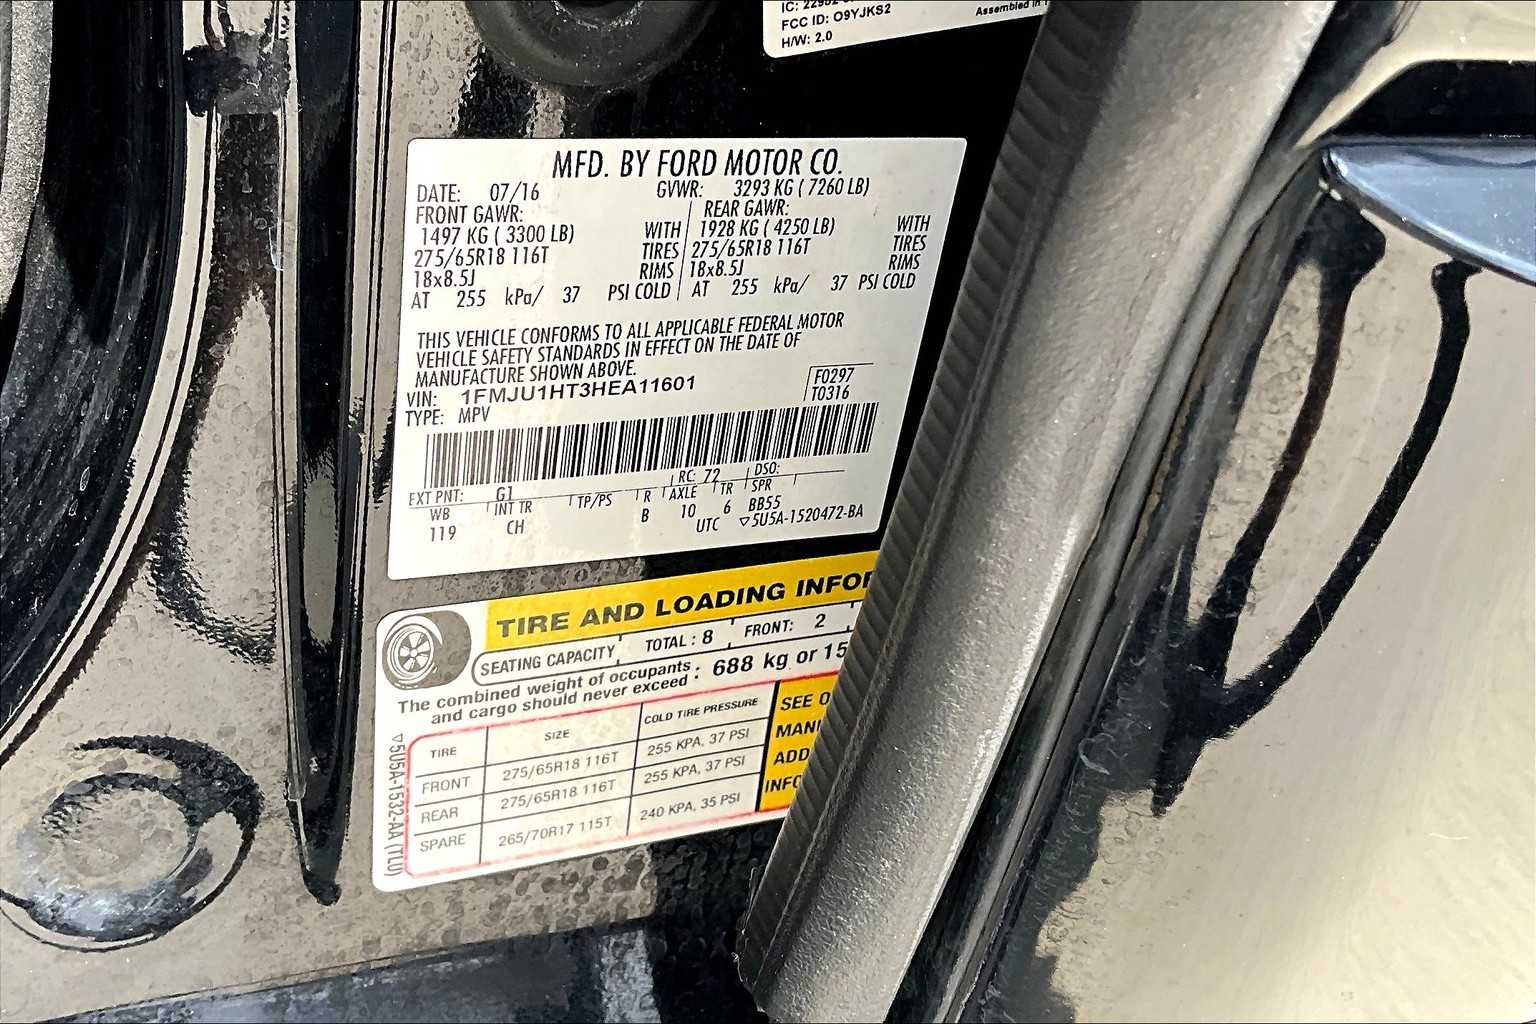 FCC ID: O9YJKS2
H/W: 2.0
Assembled in
MFD. BY FORD MOTOR CO.
DATE: 07/16 GVWR: 3293 KG ( 7260 LB)
FRONT GAWR: REAR GAWR:
1497 KG ( 3300 LB) WITH 1928 KG ( 4250 LB) WITH
275/65R18 116T TIRES 275/65R18 116T TIRES
18x8.5J RIMS 18x8.5J RIMS
AT 255 kPa/ 37 PSI COLD AT 255 kPa/ 37 PSI COLD
THIS VEHICLE CONFORMS TO ALL APPLICABLE FEDERAL MOTOR
VEHICLE SAFETY STANDARDS IN EFFECT ON THE DATE OF
MANUFACTURE SHOWN ABOVE.
VIN: 1FMJU1HT3HEA11601 F0297
TYPE: MPV T0316
RC: 72 DSO:
EXT PNT: G1
WB INT TR TP/PS R AXLE TR SPR
119 CH B 10 6 BB55
UTC ▽5U5A-1520472-BA
TIRE AND LOADING INFOR
SEATING CAPACITY TOTAL : 8 FRONT: 2
The combined weight of occupants : 688 kg or 15
and cargo should never exceed :
TIRE SIZE COLD TIRE PRESSURE
FRONT 275/65R18 116T 255 KPA, 37 PSI
REAR 275/65R18 116T 255 KPA, 37 PSI
SPARE 265/70R17 115T 240 KPA, 35 PSI
SEE O
MANU
ADD
INFO
▽5U5A-1532-AA (TLU)